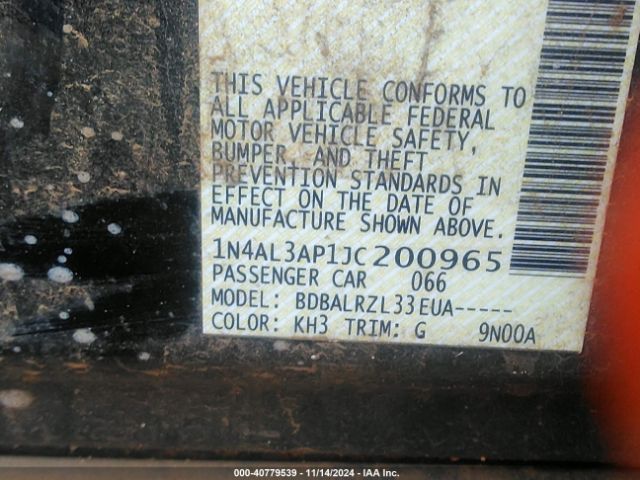 THIS VEHICLE CONFORMS TO
ALL APPLICABLE FEDERAL
MOTOR VEHICLE SAFETY,
BUMPER, AND THEFT
PREVENTION STANDARDS IN
EFFECT ON THE DATE OF
MANUFACTURE SHOWN ABOVE.
1N4AL3AP1JC200965
PASSENGER CAR 066
MODEL: BDBALRZL33EUA-----
COLOR: KH3 TRIM: G 9N00A
000-40779539 - 11/14/2024 - IAA Inc.